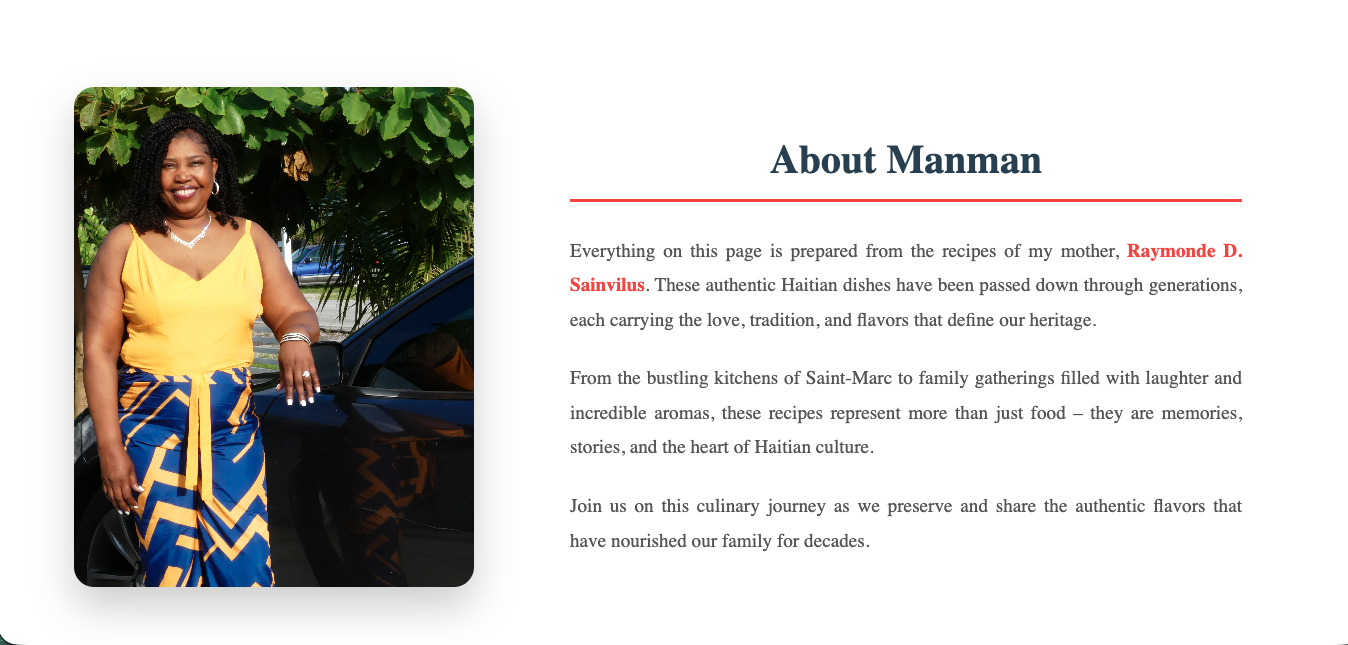 About Manman
Everything on this page is prepared from the recipes of my mother, Raymonde D.
Sainvilus. These authentic Haitian dishes have been passed down through generations,
each carrying the love, tradition, and flavors that define our heritage.
From the bustling kitchens of Saint-Marc to family gatherings filled with laughter and
incredible aromas, these recipes represent more than just food – they are memories,
stories, and the heart of Haitian culture.
Join us on this culinary journey as we preserve and share the authentic flavors that
have nourished our family for decades.